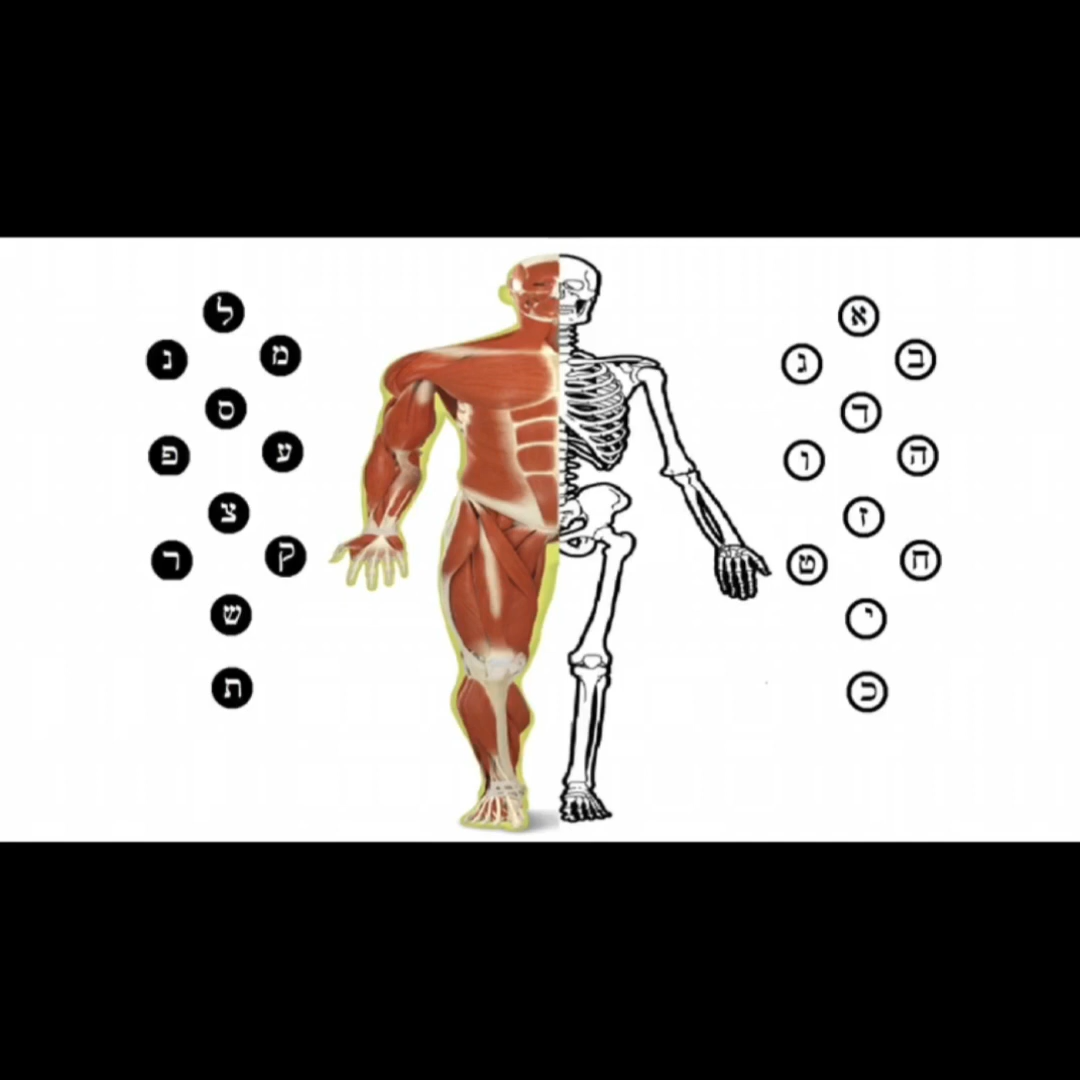 א
ב ג
ד
ה ו
ז
ח ט
י
כ
ל
מ נ
ס
ע פ
צ
ק ר
ש
ת